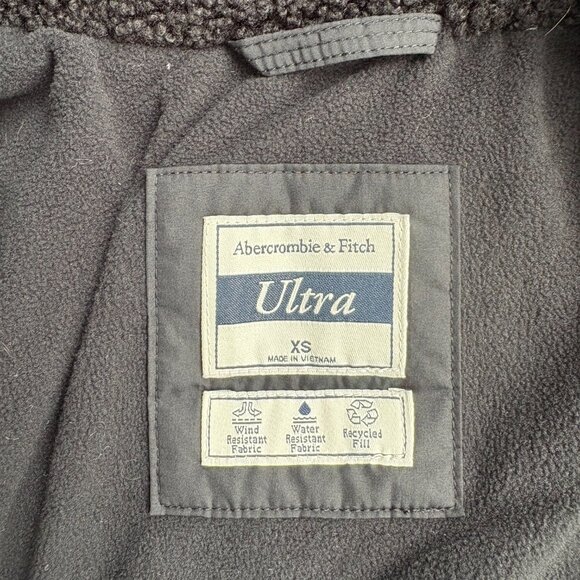 Abercrombie & Fitch
Ultra
XS
MADE IN VIETNAM
Wind Resistant Fabric
Water Resistant Fabric
Recycled Fill